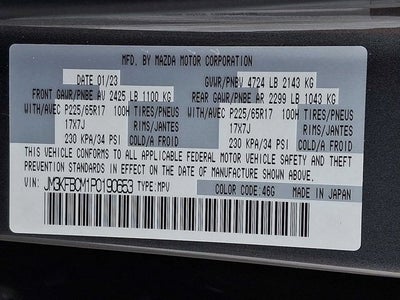 MFD. BY MAZDA MOTOR CORPORATION
DATE 01/23 GVWR/PNBV 4724 LB 2143 KG
FRONT GAWR/PNBE AV 2425 LB 1100 KG REAR GAWR/PNBE AR 2299 LB 1043 KG
WITH/AVEC P225/65R17 100H TIRES/PNEUS WITH/AVEC P225/65R17 100H TIRES/PNEUS
17X7J RIMS/JANTES 17X7J RIMS/JANTES
230 KPA/34 PSI COLD/A FROID 230 KPA/34 PSI COLD/A FROID
THIS VEHICLE CONFORMS TO ALL APPLICABLE FEDERAL MOTOR VEHICLE SAFETY AND THEFT
PREVENTION STANDARDS IN EFFECT ON THE DATE OF MANUFACTURE SHOWN ABOVE.
VIN: JM3KFBCM1P0190653 TYPE:MPV COLOR CODE:46G MADE IN JAPAN